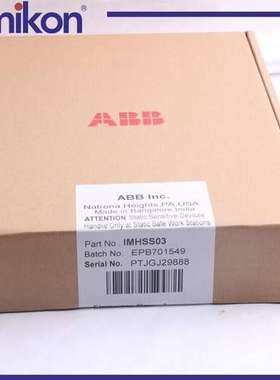 mikon®
ABB
ABB Inc.
Natrona Heights,PA,USA
Made in Bangalore,India
ATTENTION: Static Sensitive Devices
Handle Only at Static Safe Work Stations
Part No IMHSS03
Batch No. EPB701549
Serial No. PTJGJ29888